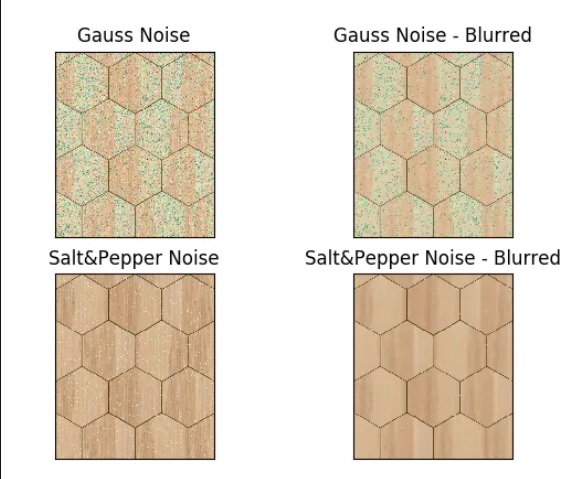 Gauss Noise
Gauss Noise - Blurred
Salt&Pepper Noise
Salt&Pepper Noise - Blurred